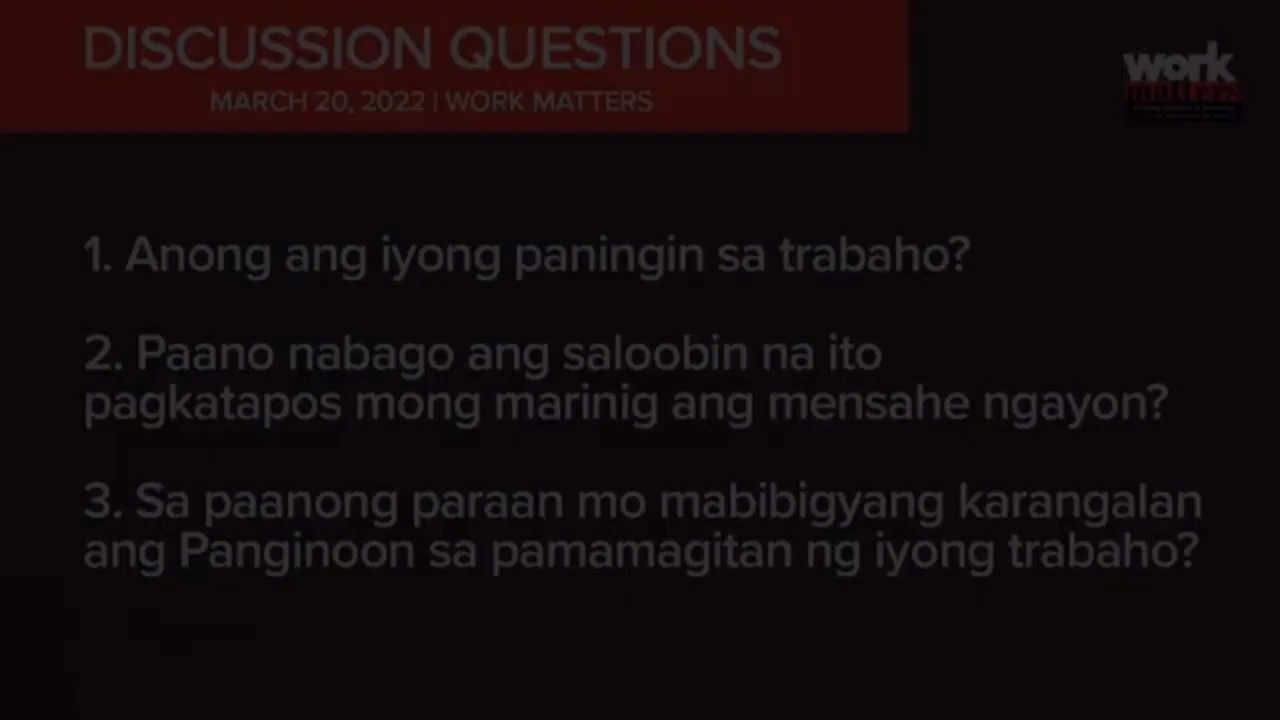 DISCUSSION QUESTIONS
MARCH 20, 2022 | WORK MATTERS
work
matters
1. Anong ang iyong paningin sa trabaho?
2. Paano nabago ang saloobin na ito
pagkatapos mong marinig ang mensahe ngayon?
3. Sa paanong paraan mo mabibigyang karangalan
ang Panginoon sa pamamagitan ng iyong trabaho?